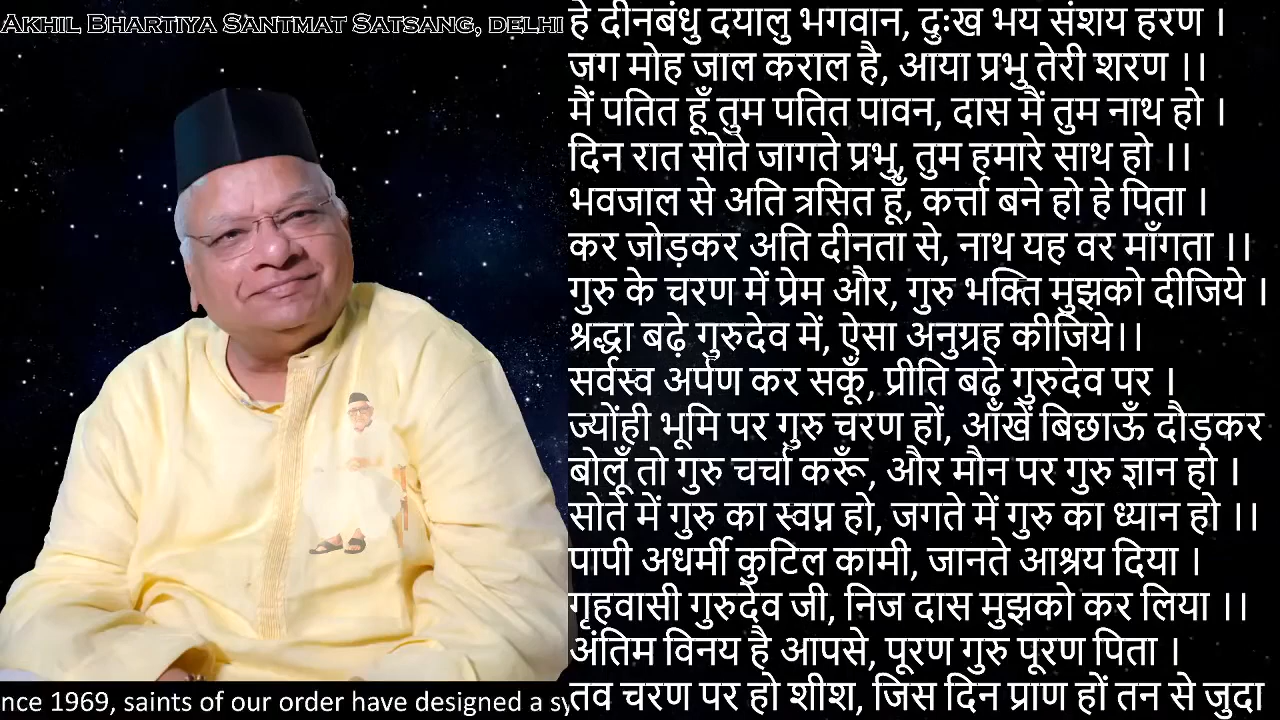 AKHIL BHARTIYA SANTMAT SATSANG, DELHI
हे दीनबंधु दयालु भगवान, दुःख भय संशय हरण ।
जग मोह जाल कराल है, आया प्रभु तेरी शरण ।।
मैं पतित हूँ तुम पतित पावन, दास मैं तुम नाथ हो ।
दिन रात सोते जागते प्रभु, तुम हमारे साथ हो ।।
भवजाल से अति त्रसित हूँ, कर्त्ता बने हो हे पिता ।
कर जोड़कर अति दीनता से, नाथ यह वर माँगता ।।
गुरु के चरण में प्रेम और, गुरु भक्ति मुझको दीजिये ।
श्रद्धा बढ़े गुरुदेव में, ऐसा अनुग्रह कीजिये।।
सर्वस्व अर्पण कर सकूँ, प्रीति बढ़े गुरुदेव पर ।
ज्योंही भूमि पर गुरु चरण हों, आँखें बिछाऊँ दौड़कर
बोलूँ तो गुरु चर्चा करूँ, और मौन पर गुरु ज्ञान हो ।
सोते में गुरु का स्वप्न हो, जगते में गुरु का ध्यान हो ।।
पापी अधर्मी कुटिल कामी, जानते आश्रय दिया ।
गृहवासी गुरुदेव जी, निज दास मुझको कर लिया ।।
अंतिम विनय है आपसे, पूरण गुरु पूरण पिता ।
तव चरण पर हो शीश, जिस दिन प्राण हों तन से जुदा
nce 1969, saints of our order have designed a sy